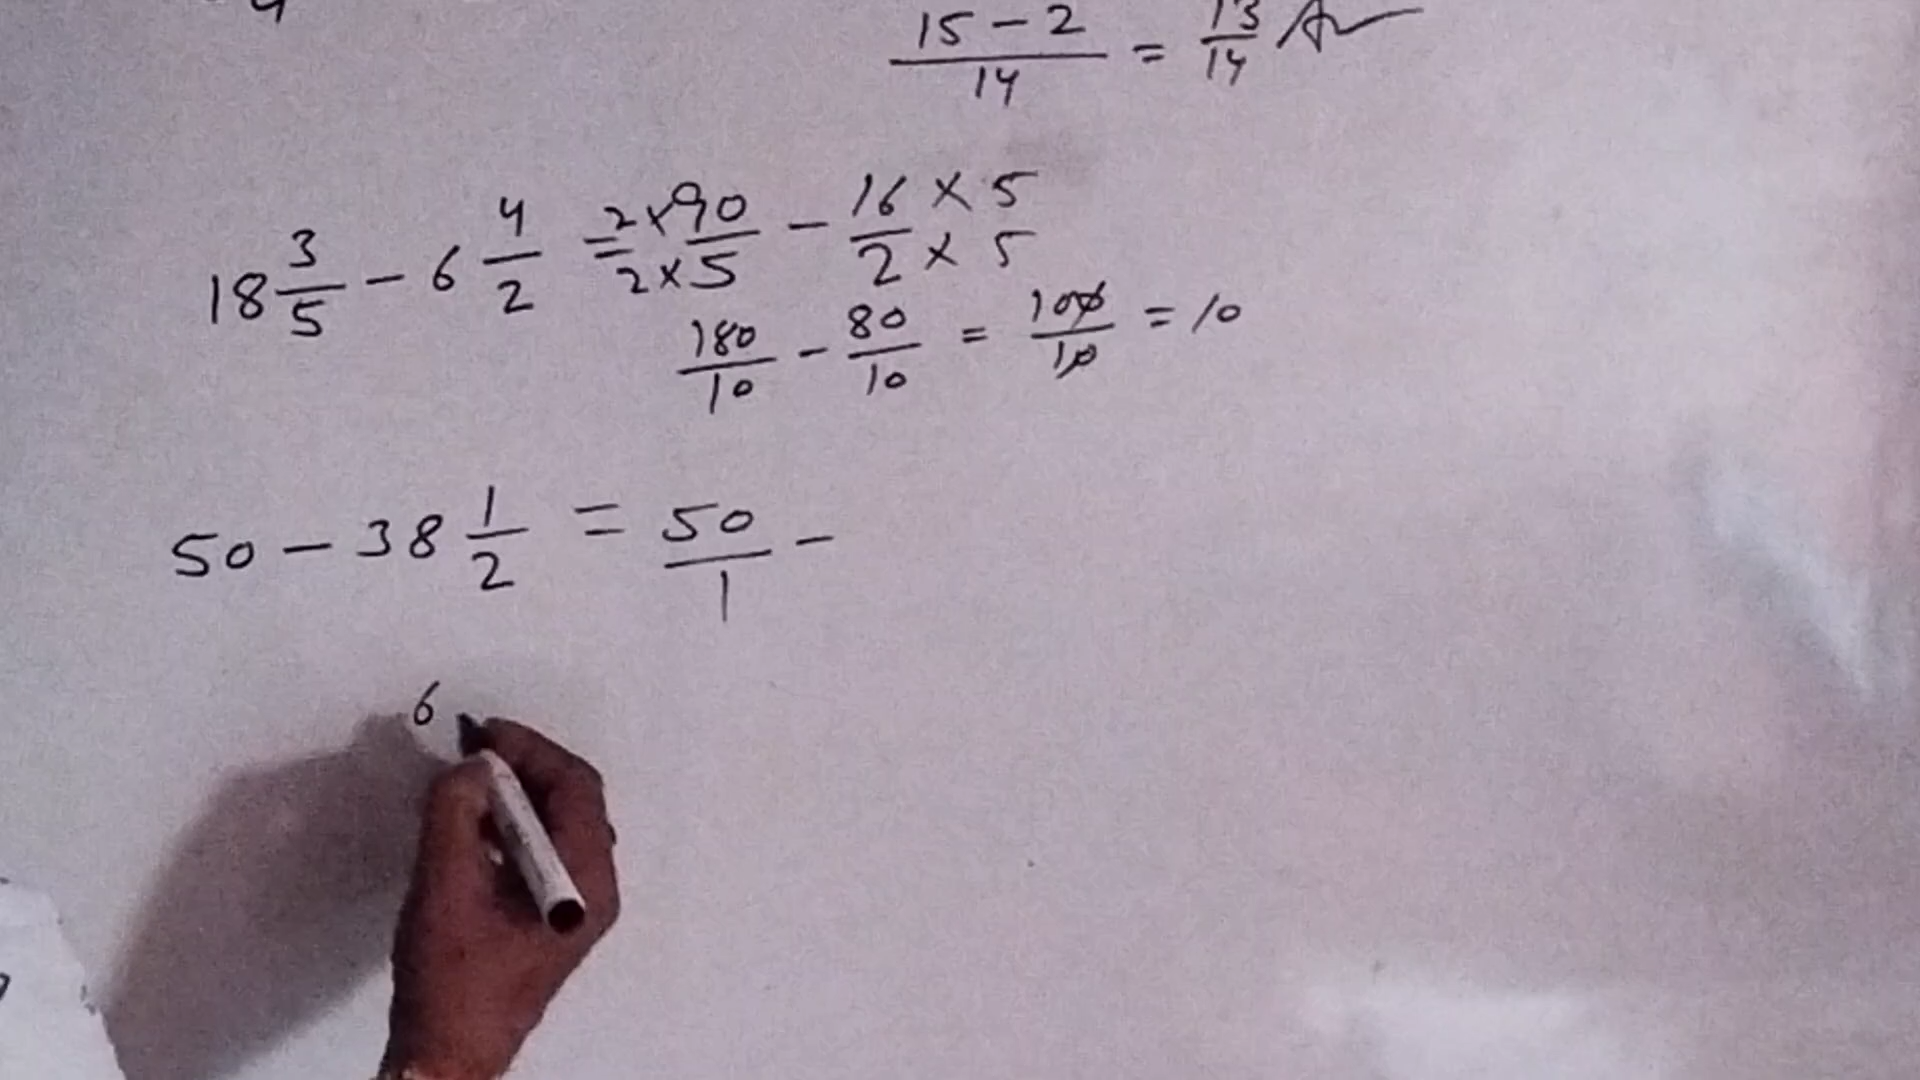 15 - 2 / 14 = 13/14
18 3/5 - 6 4/2 = 2×90 / 2×5 - 16×5 / 2×5
180/10 - 80/10 = 100/10 = 10
50 - 38 1/2 = 50/1 -
6